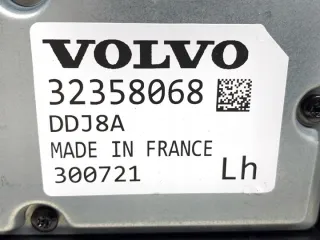 VOLVO
32358068
DDJ8A
MADE IN FRANCE
300721 Lh